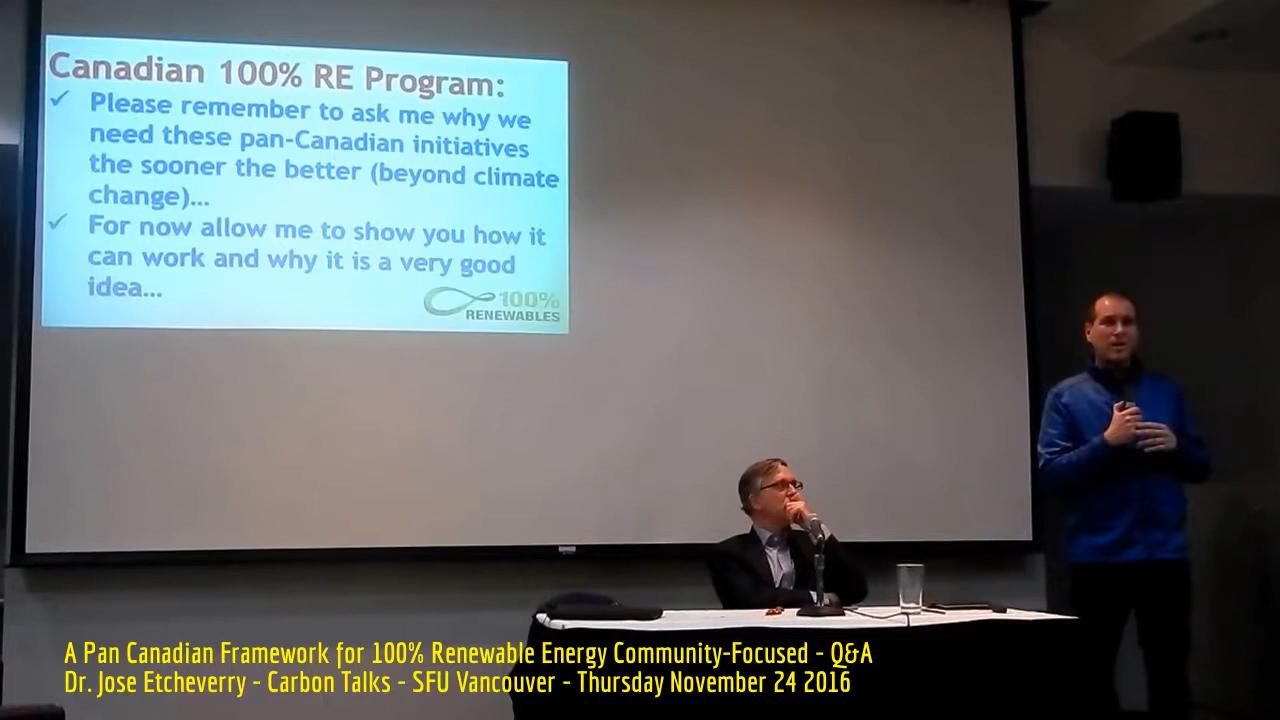 Canadian 100% RE Program:
✓ Please remember to ask me why we
need these pan-Canadian initiatives
the sooner the better (beyond climate
change)...
✓ For now allow me to show you how it
can work and why it is a very good
idea...
100%
RENEWABLES
A Pan Canadian Framework for 100% Renewable Energy Community-Focused - Q&A
Dr. Jose Etcheverry - Carbon Talks - SFU Vancouver - Thursday November 24 2016